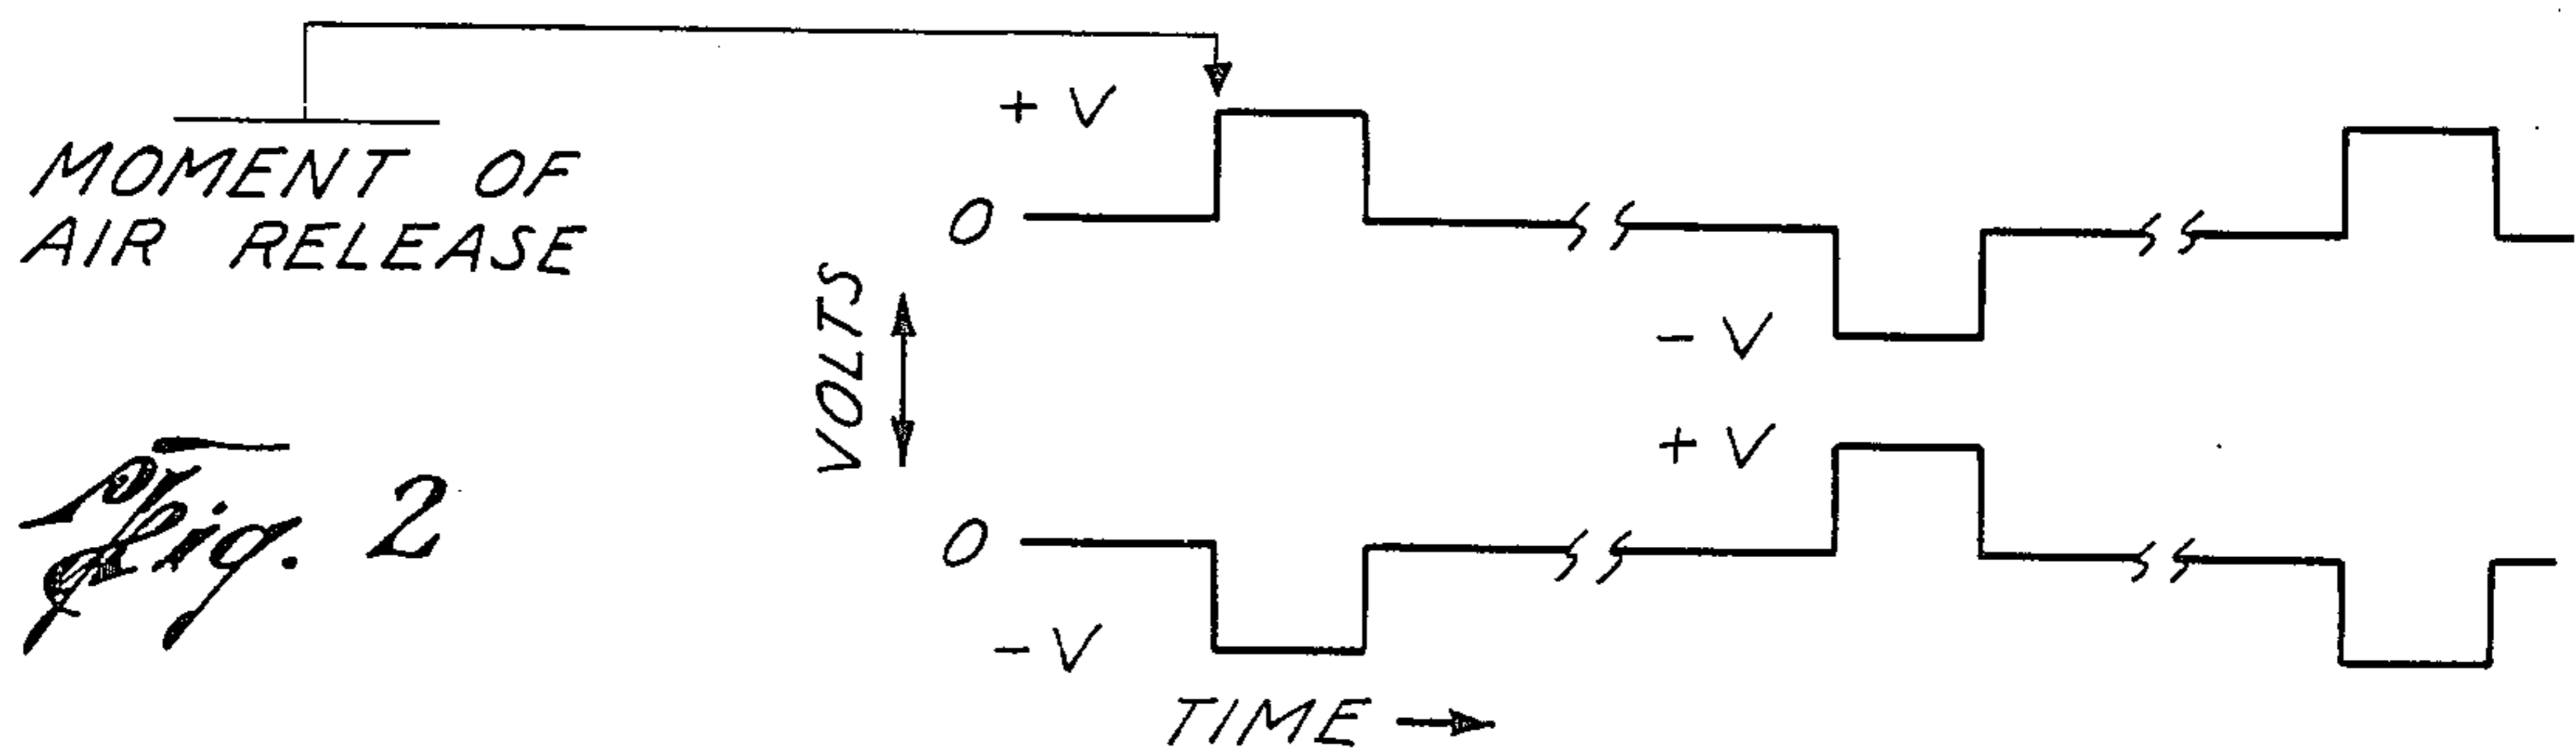 MOMENT OF
AIR RELEASE
+ V
0
- V
VOLTS
+ V
0
- V
TIME
Fig. 2